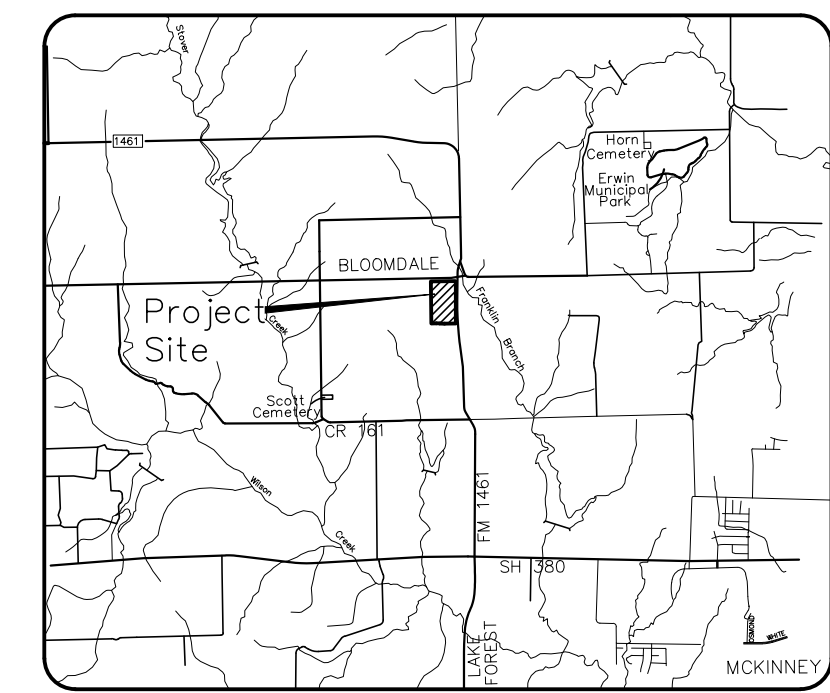 Stover
1461
Horn
Cemetery
Erwin
Municipal
Park
BLOOMDALE
Project
Site
Creek
Franklin
Branch
Scott
Cemetery
CR 161
Wilson
FM 1461
Creek
SH 380
LAKE
FOREST
OSMOND
WHITE
MCKINNEY